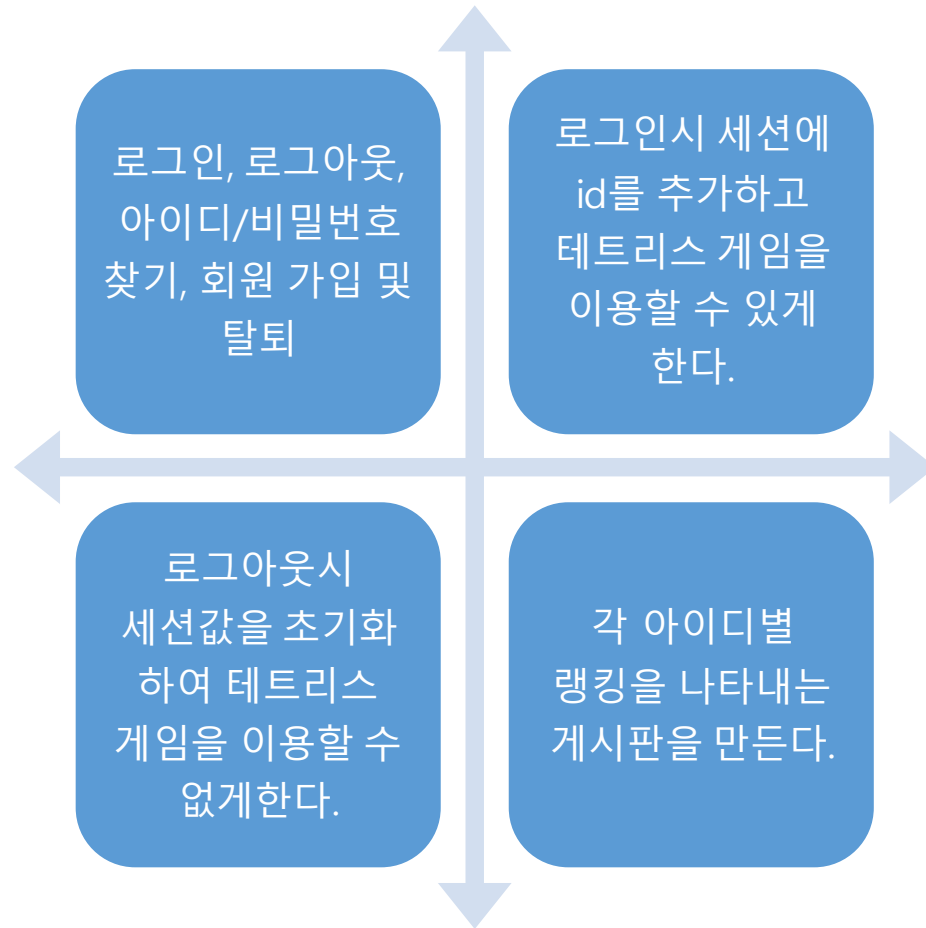 로그인, 로그아웃,
아이디/비밀번호
찾기, 회원 가입 및
탈퇴
로그인시 세션에
id를 추가하고
테트리스 게임을
이용할 수 있게
한다.
로그아웃시
세션값을 초기화
하여 테트리스
게임을 이용할 수
없게한다.
각 아이디별
랭킹을 나타내는
게시판을 만든다.